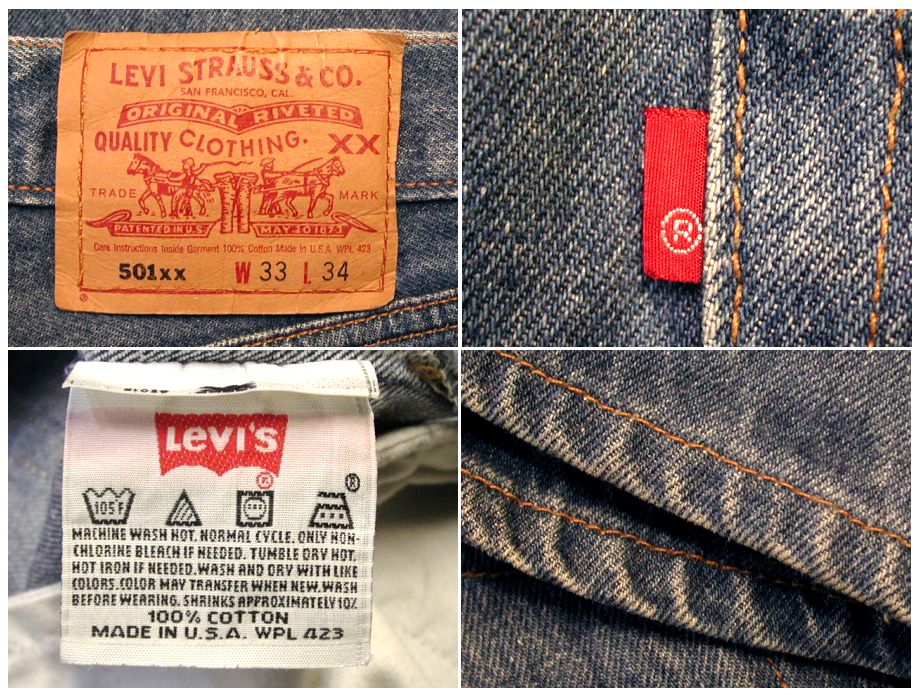 LEVI STRAUSS & CO.
SAN FRANCISCO, CAL.
ORIGINAL RIVETED
QUALITY CLOTHING. XX
TRADE MARK
PATENTED IN U.S. MAY 20 1873
Care Instructions Inside Garment 100% Cotton Made in U.S.A. WPL 423
501xx W 33 L 34
®
®
LEVI'S
®
®
105°F
MACHINE WASH HOT. NORMAL CYCLE. ONLY NON-
CHLORINE BLEACH IF NEEDED. TUMBLE DRY HOT.
HOT IRON IF NEEDED. WASH AND DRY WITH LIKE
COLORS. COLOR MAY TRANSFER WHEN NEW. WASH
BEFORE WEARING. SHRINKS APPROXIMATELY 10%
100% COTTON
MADE IN U.S.A. WPL 423